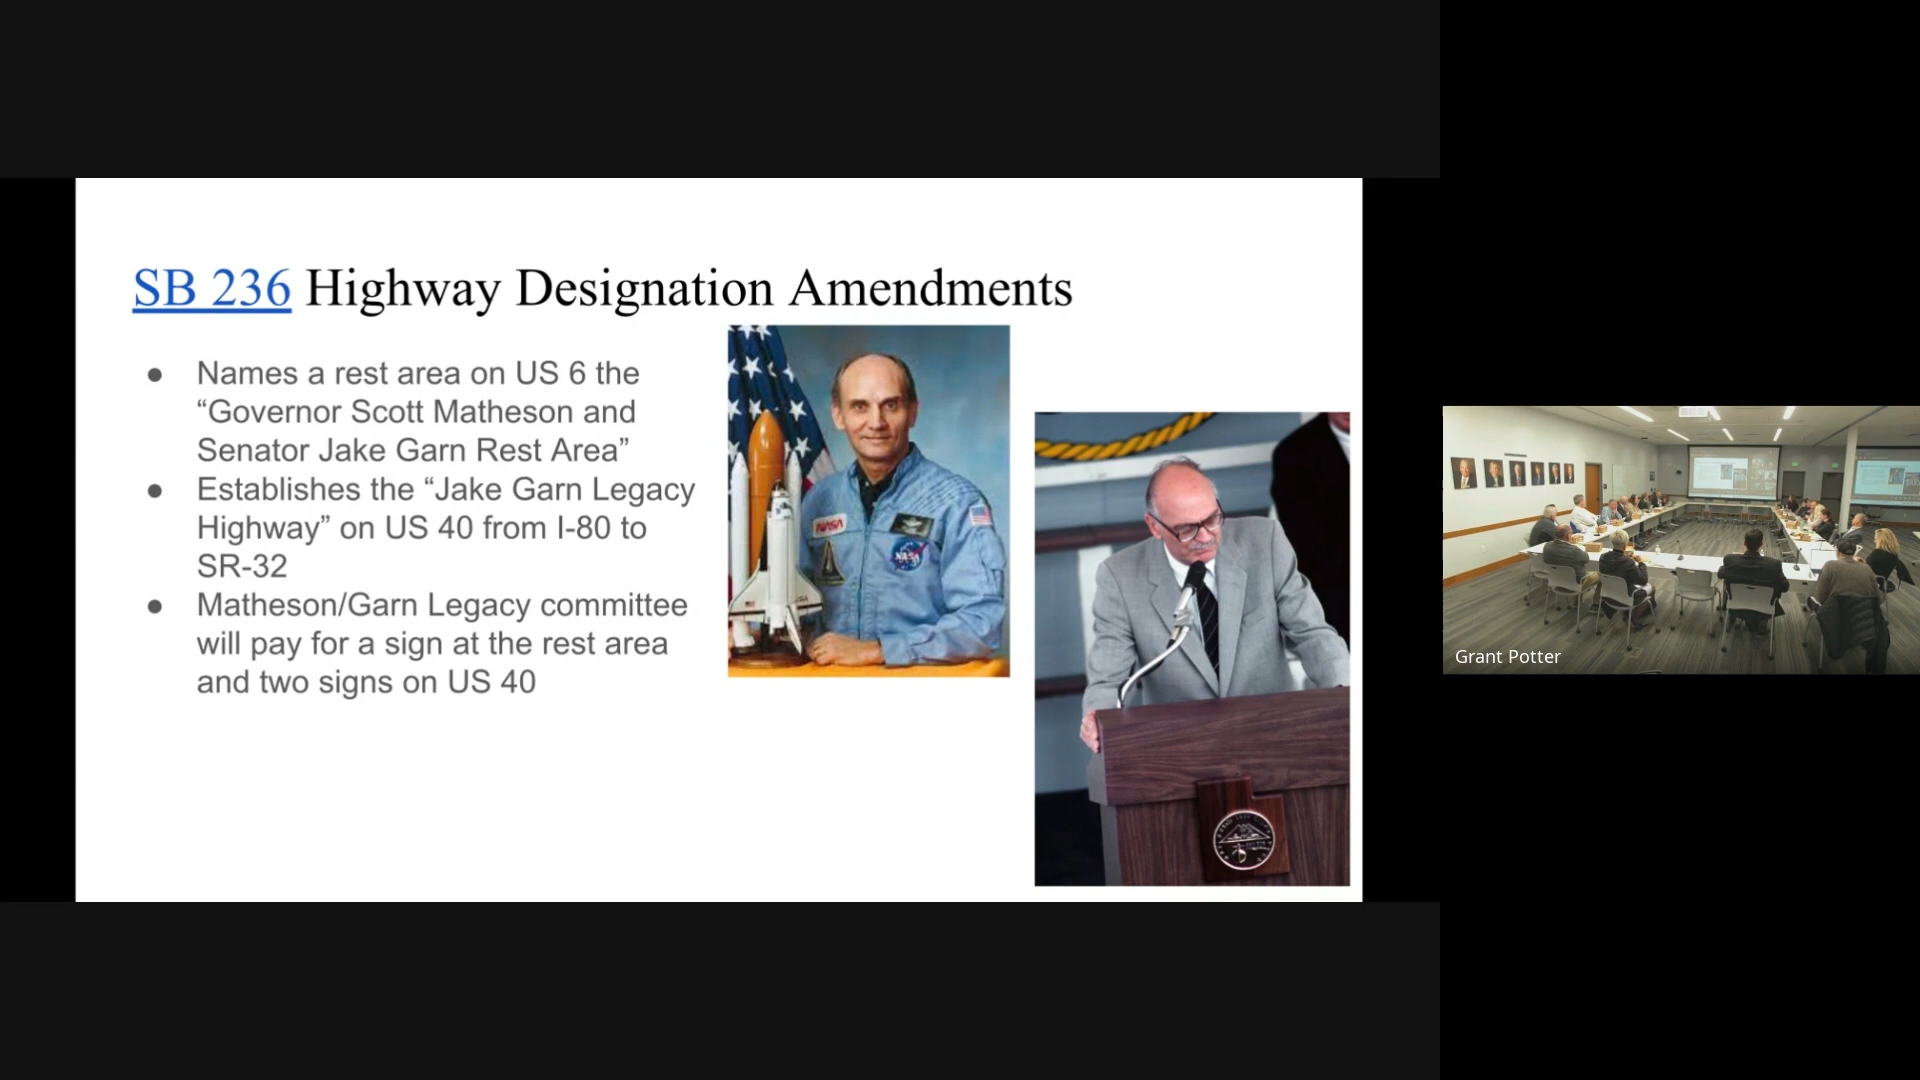 SB 236 Highway Designation Amendments
● Names a rest area on US 6 the
“Governor Scott Matheson and
Senator Jake Garn Rest Area”
● Establishes the “Jake Garn Legacy
Highway” on US 40 from I-80 to
SR-32
● Matheson/Garn Legacy committee
will pay for a sign at the rest area
and two signs on US 40
NASA
NASA
USA
Grant Potter